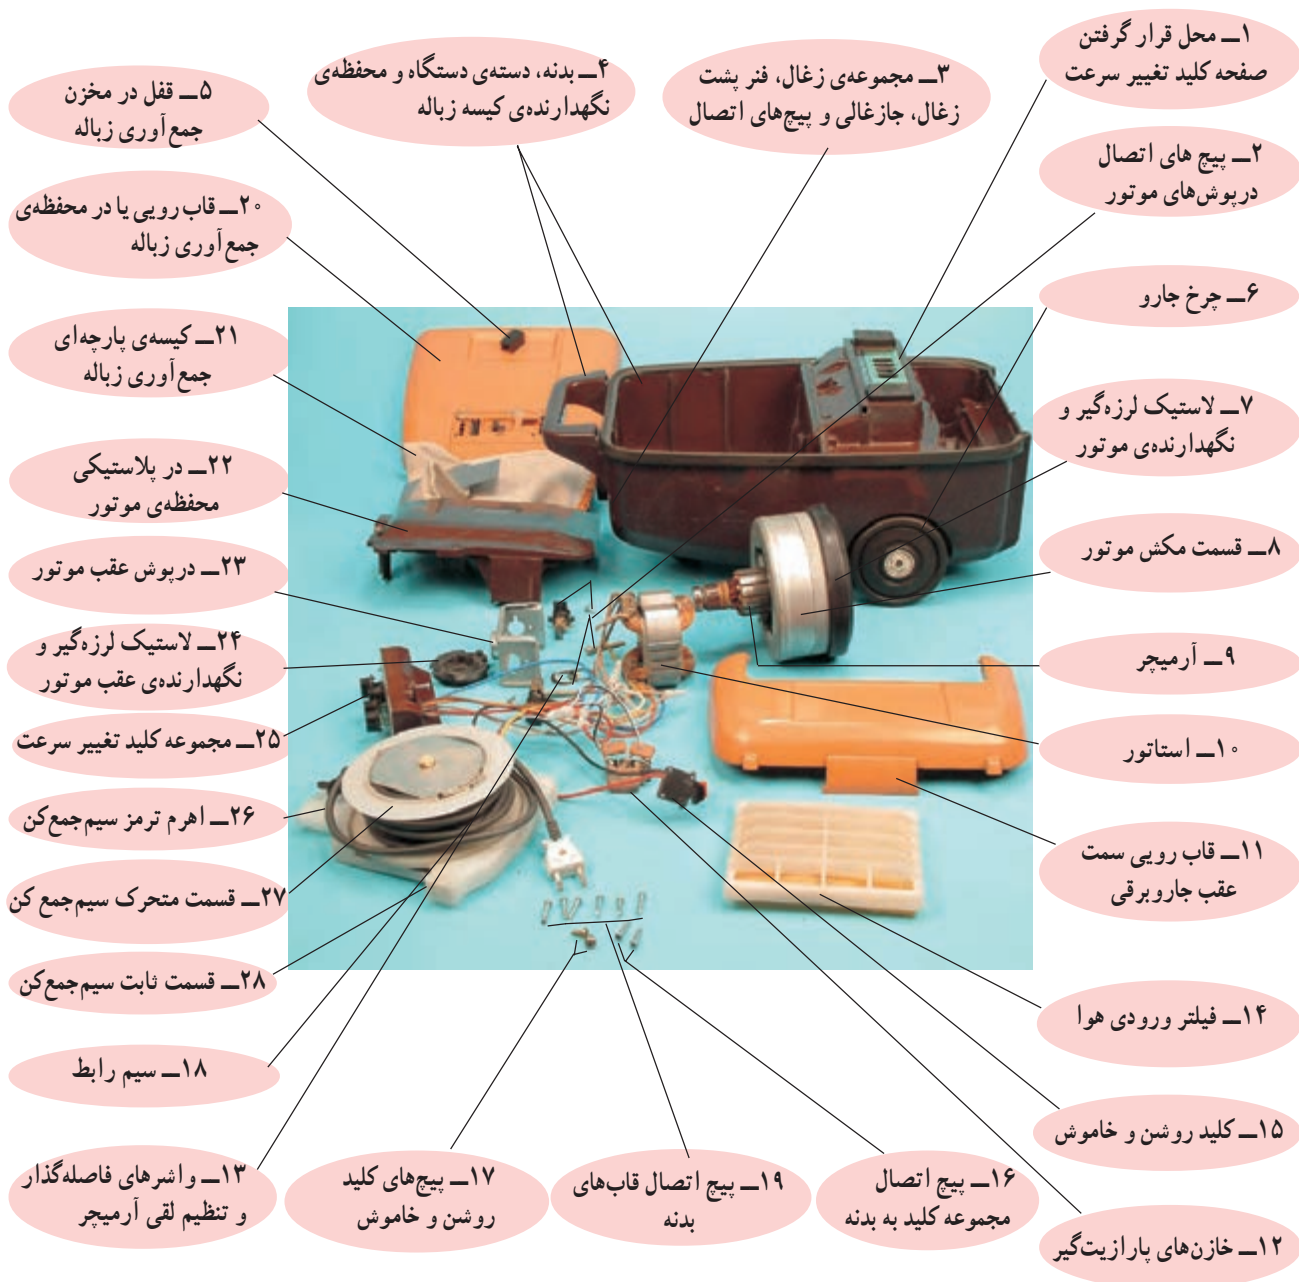 ۱ــ محل قرار گرفتن
صفحه کلید تغییر سرعت
۲ــ پیچ های اتصال
درپوش‌های موتور
۳ــ مجموعه‌ی زغال، فنر پشت
زغال، جازغالی و پیچ‌های اتصال
۴ــ بدنه، دسته‌ی دستگاه و محفظه‌ی
نگهدارنده‌ی کیسه زباله
۵ــ قفل در مخزن
جمع‌آوری زباله
۶ــ چرخ جارو
۷ــ لاستیک لرزه‌گیر و
نگهدارنده‌ی موتور
۸ــ قسمت مکش موتور
۹ــ آرمیچر
۱۰ــ استاتور
۱۱ــ قاب رویی سمت
عقب جاروبرقی
۱۴ــ فیلتر ورودی هوا
۱۵ــ کلید روشن و خاموش
۱۲ــ خازن‌های پارازیت‌گیر
۱۶ــ پیچ اتصال
مجموعه کلید به بدنه
۱۹ــ پیچ اتصال قاب‌های
بدنه
۱۷ــ پیچ‌های کلید
روشن و خاموش
۱۳ــ واشرهای فاصله‌گذار
و تنظیم لقی آرمیچر
۱۸ــ سیم رابط
۲۰ــ قاب رویی یا در محفظه‌ی
جمع‌آوری زباله
۲۱ــ کیسه‌ی پارچه‌ای
جمع‌آوری زباله
۲۲ــ در پلاستیکی
محفظه‌ی موتور
۲۳ــ درپوش عقب موتور
۲۴ــ لاستیک لرزه‌گیر و
نگهدارنده‌ی عقب موتور
۲۵ــ مجموعه کلید تغییر سرعت
۲۶ــ اهرم ترمز سیم‌جمع‌کن
۲۷ــ قسمت متحرک سیم‌جمع کن
۲۸ــ قسمت ثابت سیم‌جمع‌کن